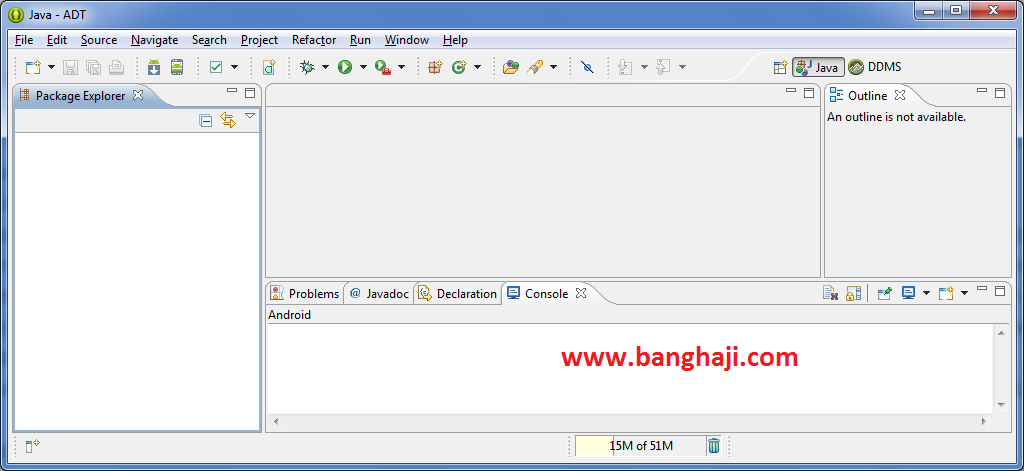 Java - ADT
File Edit Source Navigate Search Project Refactor Run Window Help
Java DDMS
Package Explorer
Outline
An outline is not available.
Problems @ Javadoc Declaration Console
Android
www.banghaji.com
15M of 51M